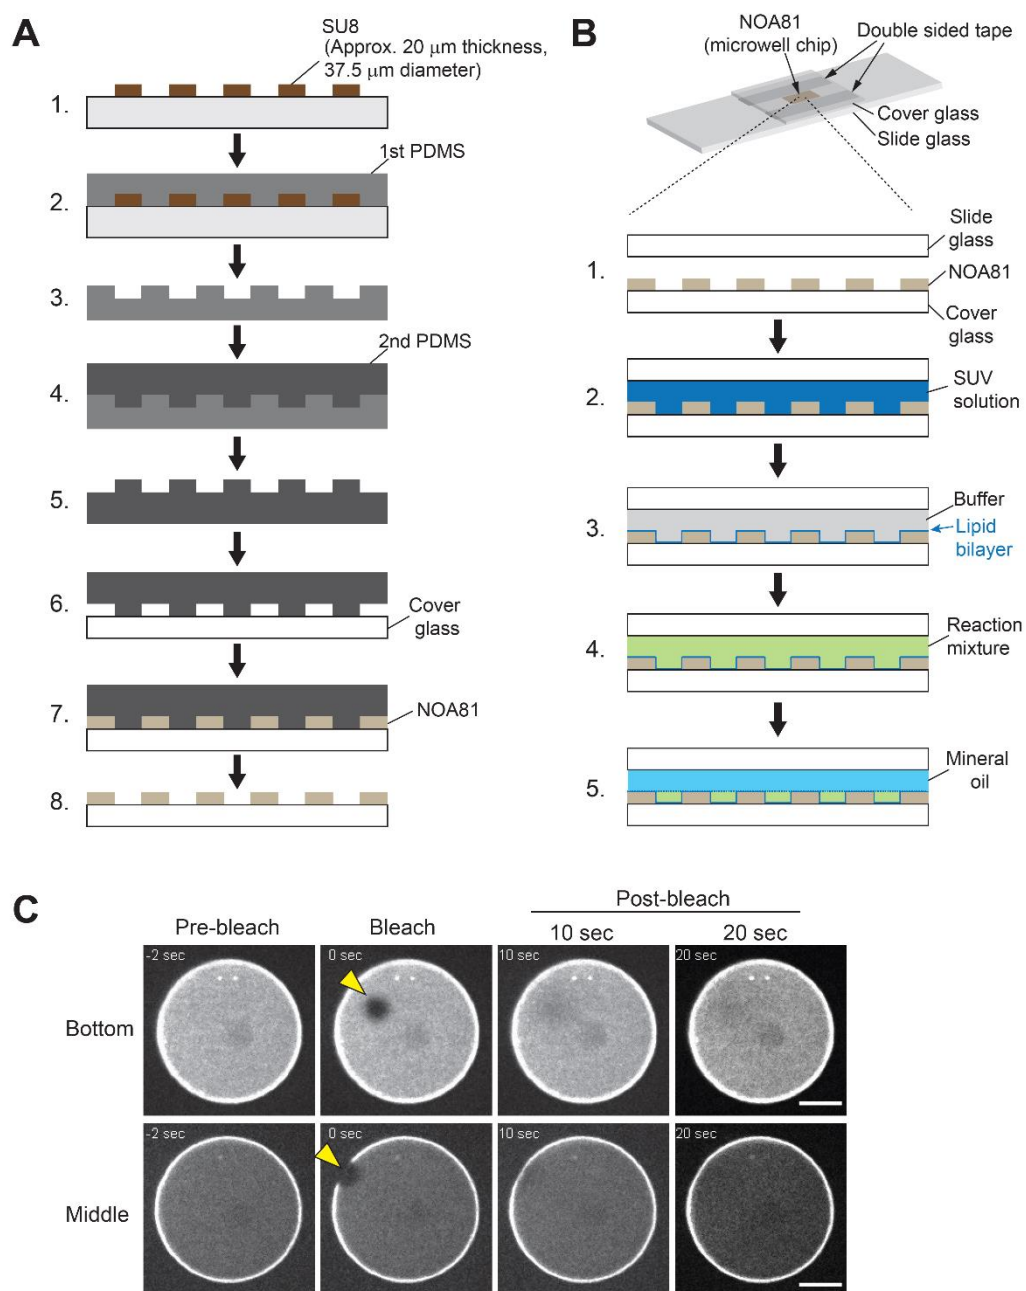 A
SU8
(Approx. 20 μm thickness,
37.5 μm diameter)
1.
1st PDMS
2.
3.
2nd PDMS
4.
5.
6.
Cover
glass
7.
NOA81
8.
B
NOA81
(microwell chip)
Double sided tape
Cover glass
Slide glass
Slide
glass
1.
NOA81
Cover
glass
2.
SUV
solution
3.
Buffer
Lipid
bilayer
4.
Reaction
mixture
5.
Mineral
oil
C
Post-bleach
Pre-bleach
Bleach
10 sec
20 sec
Bottom
-2 sec
0 sec
10 sec
20 sec
Middle
-2 sec
0 sec
10 sec
20 sec